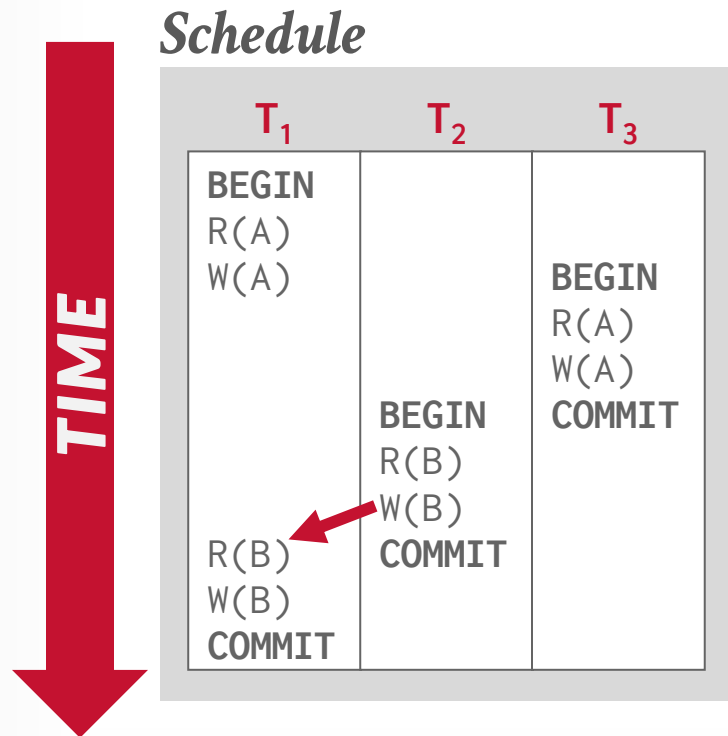 Schedule
TIME
T₁ T₂ T₃
BEGIN
R(A)
W(A) BEGIN
R(A)
W(A)
BEGIN COMMIT
R(B)
W(B)
R(B) COMMIT
W(B)
COMMIT